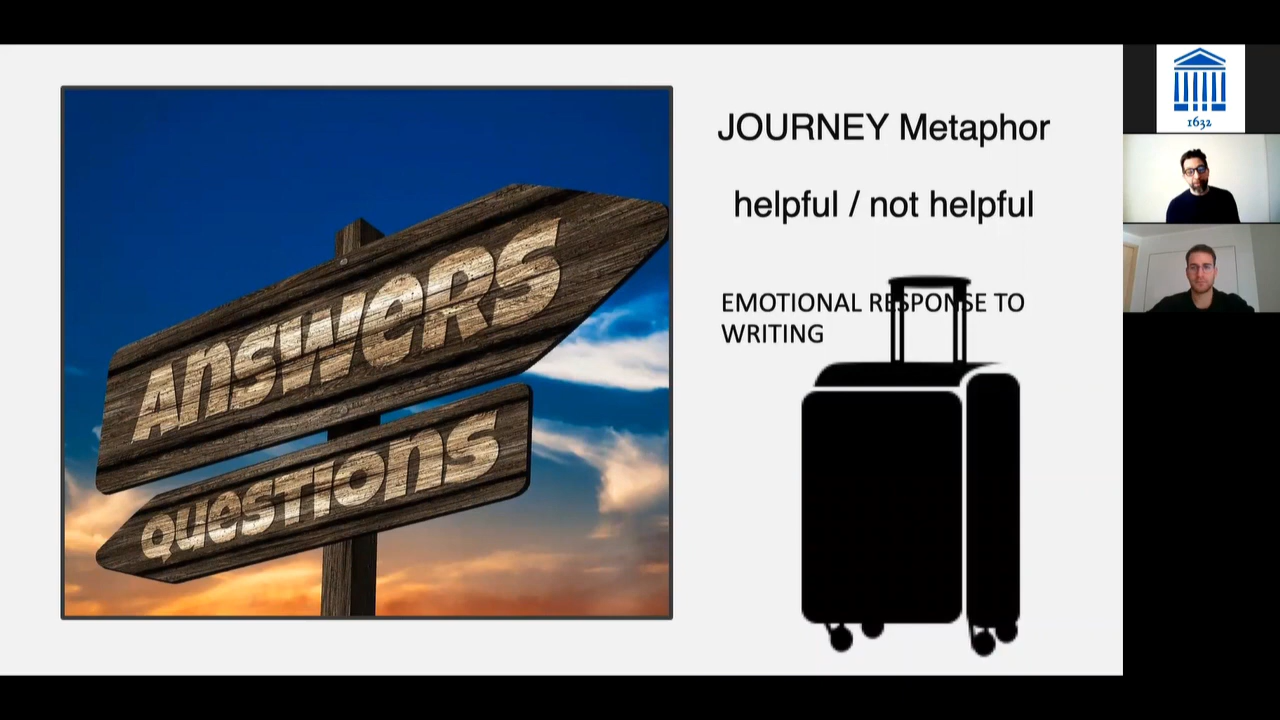 ANSWERS
QUESTIONS
JOURNEY Metaphor
helpful / not helpful
EMOTIONAL RESPONSE TO
WRITING
1632